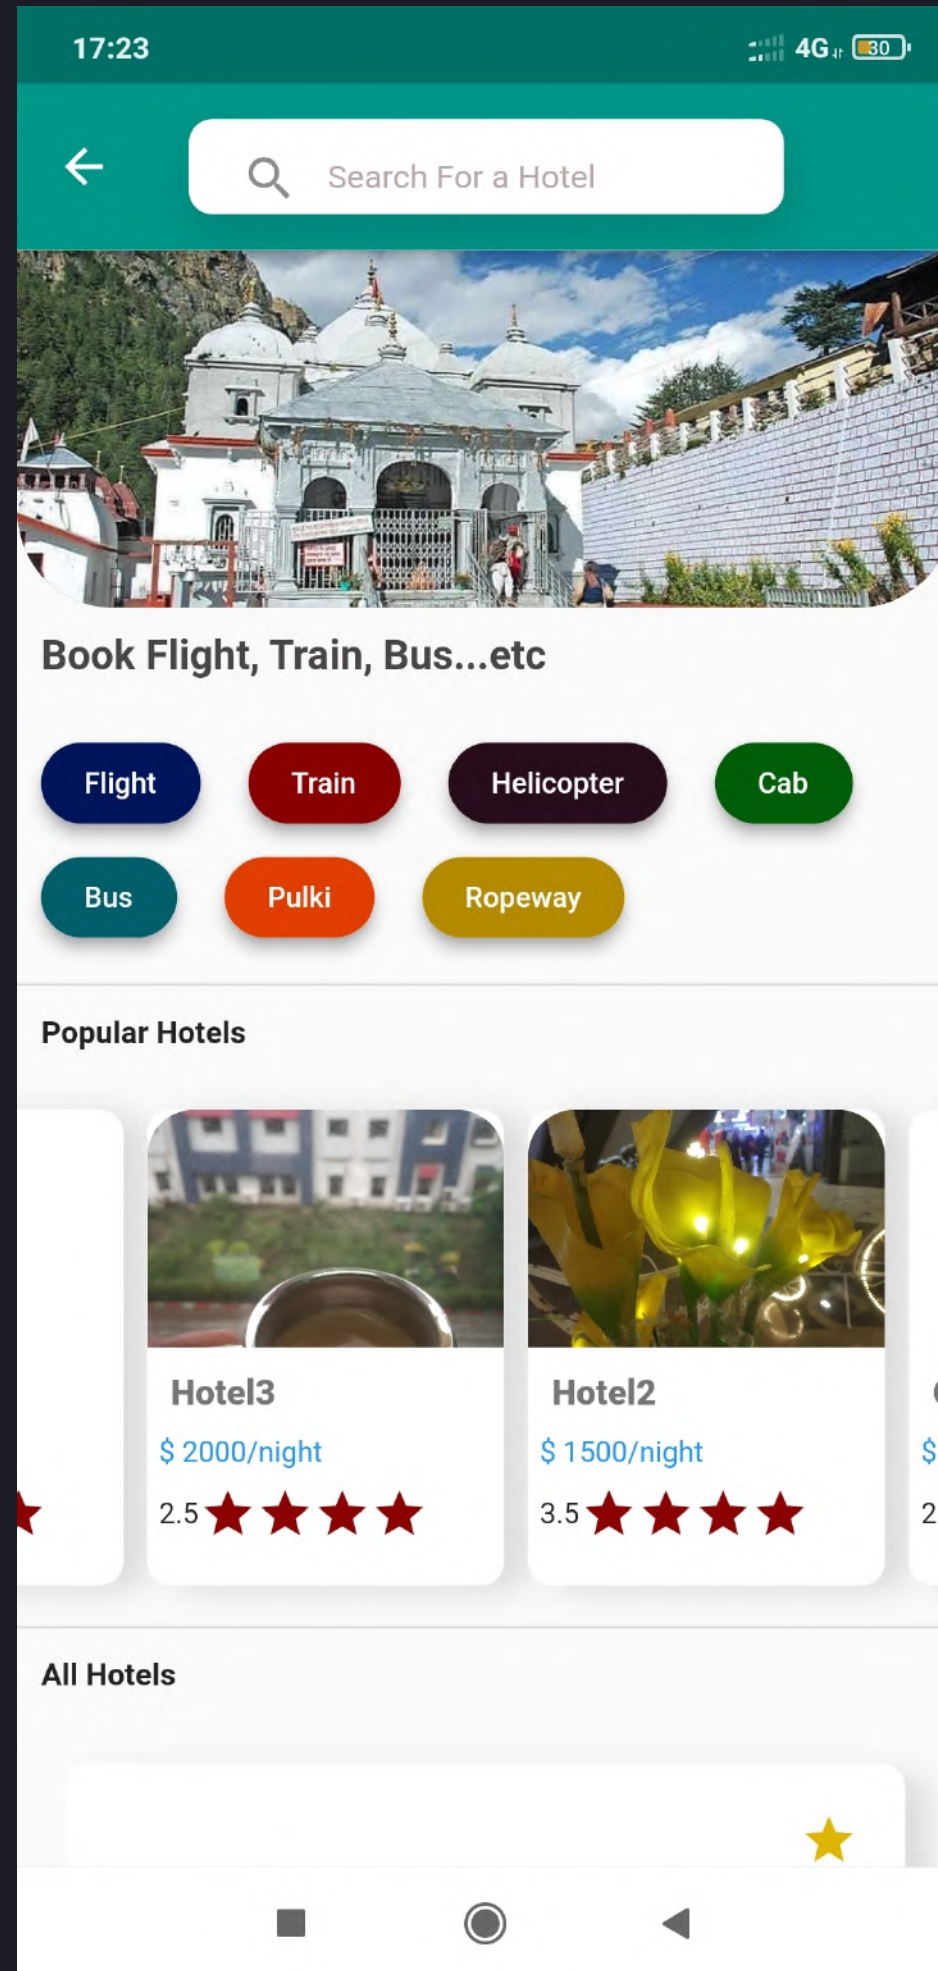 17:23 4G 30
Search For a Hotel
Book Flight, Train, Bus...etc
Flight Train Helicopter Cab
Bus Pulki Ropeway
Popular Hotels
Hotel3 Hotel2
$ 2000/night $ 1500/night $
2.5 3.5 2
All Hotels